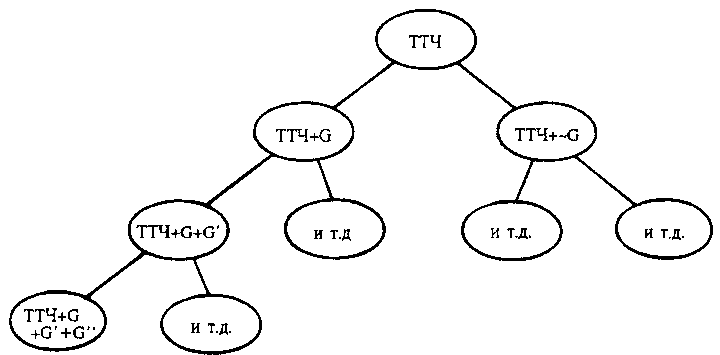 ТТЧ
ТТЧ+G
ТТЧ+~G
ТТЧ+G+G′
и т.д
и т.д.
и т.д.
ТТЧ+G
+G′+G′′
и т.д.